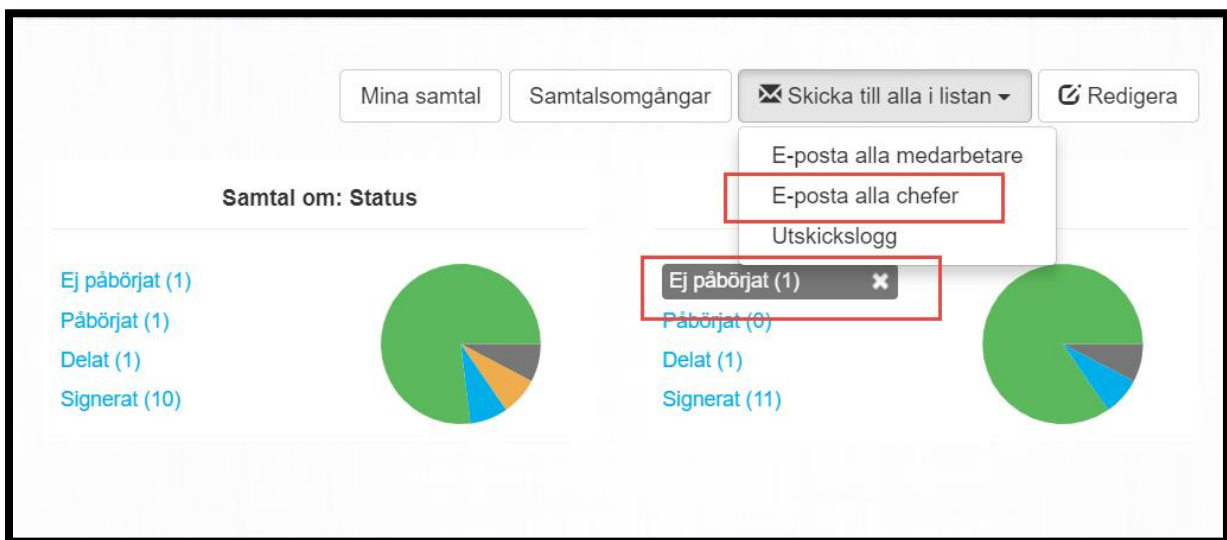 Mina samtal
Samtalsomgångar
Skicka till alla i listan
Redigera
E-posta alla medarbetare
E-posta alla chefer
Utskickslogg
Samtal om: Status
Ej påbörjat (1)
Påbörjat (1)
Delat (1)
Signerat (10)
Ej påbörjat (1)
Påbörjat (0)
Delat (1)
Signerat (11)